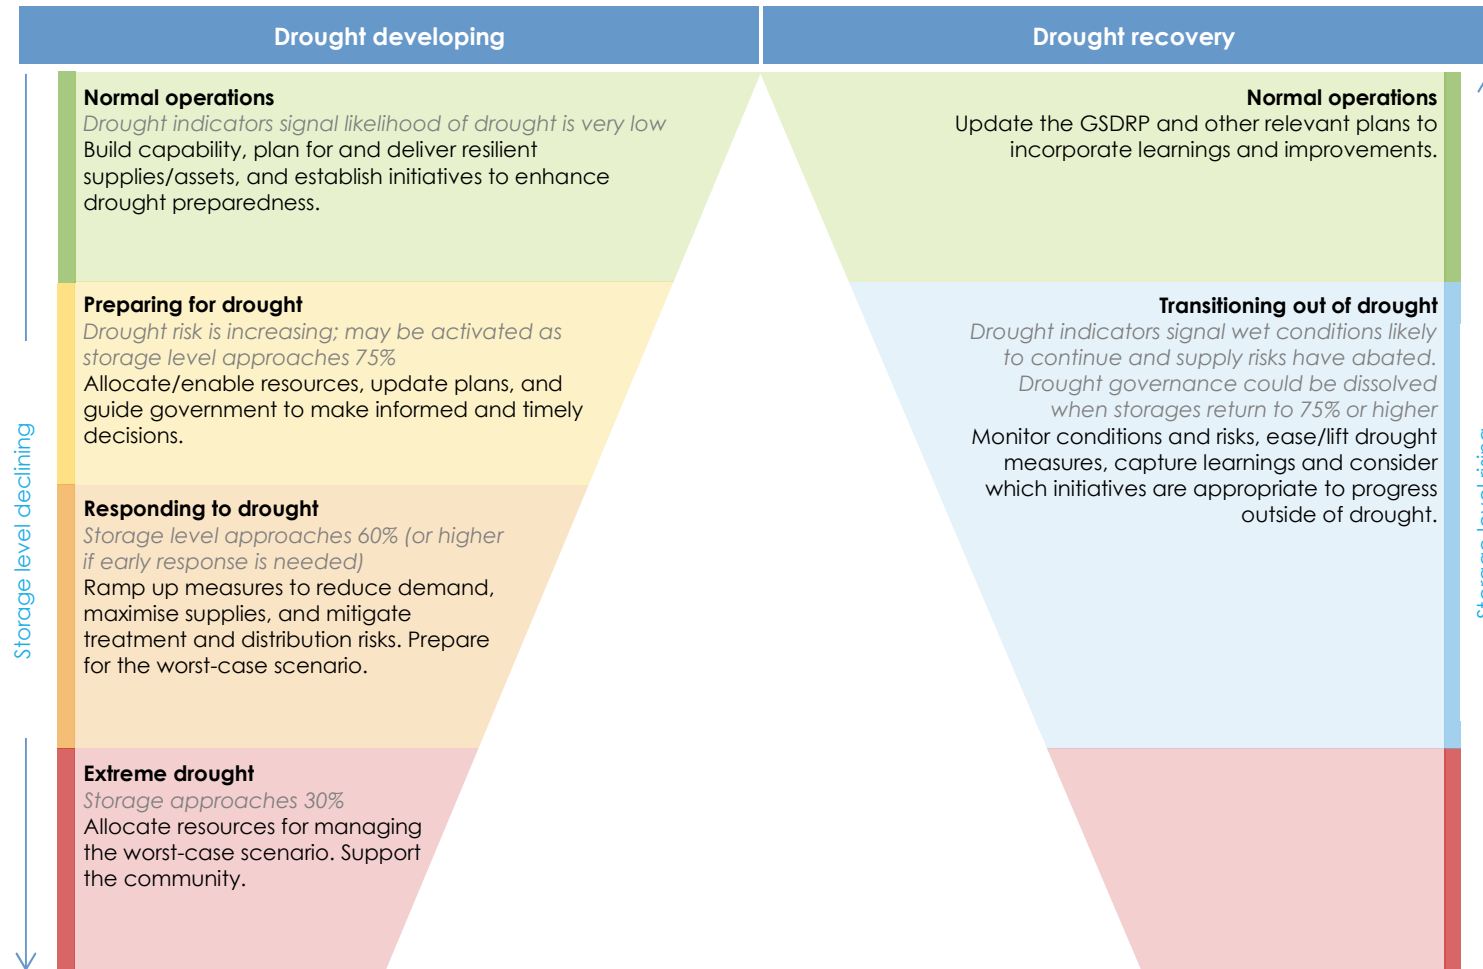 Drought developing
Drought recovery
Storage level declining
Normal operations
Drought indicators signal likelihood of drought is very low
Build capability, plan for and deliver resilient
supplies/assets, and establish initiatives to enhance
drought preparedness.
Preparing for drought
Drought risk is increasing; may be activated as
storage level approaches 75%
Allocate/enable resources, update plans, and
guide government to make informed and timely
decisions.
Responding to drought
Storage level approaches 60% (or higher
if early response is needed)
Ramp up measures to reduce demand,
maximise supplies, and mitigate
treatment and distribution risks. Prepare
for the worst-case scenario.
Extreme drought
Storage approaches 30%
Allocate resources for managing
the worst-case scenario. Support
the community.
Normal operations
Update the GSDRP and other relevant plans to
incorporate learnings and improvements.
Transitioning out of drought
Drought indicators signal wet conditions likely
to continue and supply risks have abated.
Drought governance could be dissolved
when storages return to 75% or higher
Monitor conditions and risks, ease/lift drought
measures, capture learnings and consider
which initiatives are appropriate to progress
outside of drought.
Storage level rising